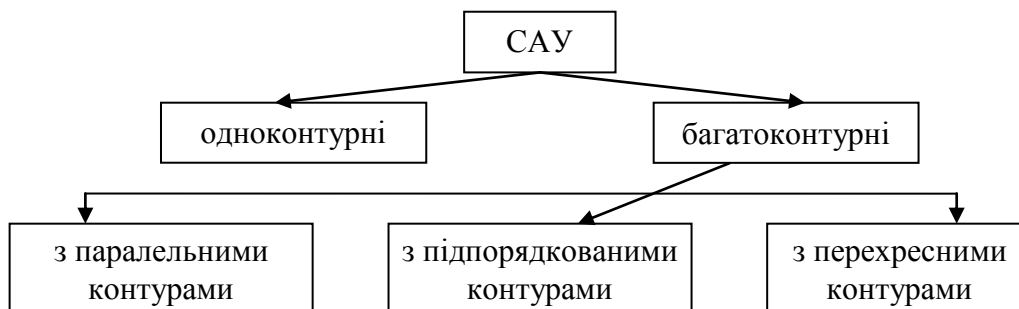 САУ
одноконтурні
багатоконтурні
з паралельними
контурами
з підпорядкованими
контурами
з перехресними
контурами